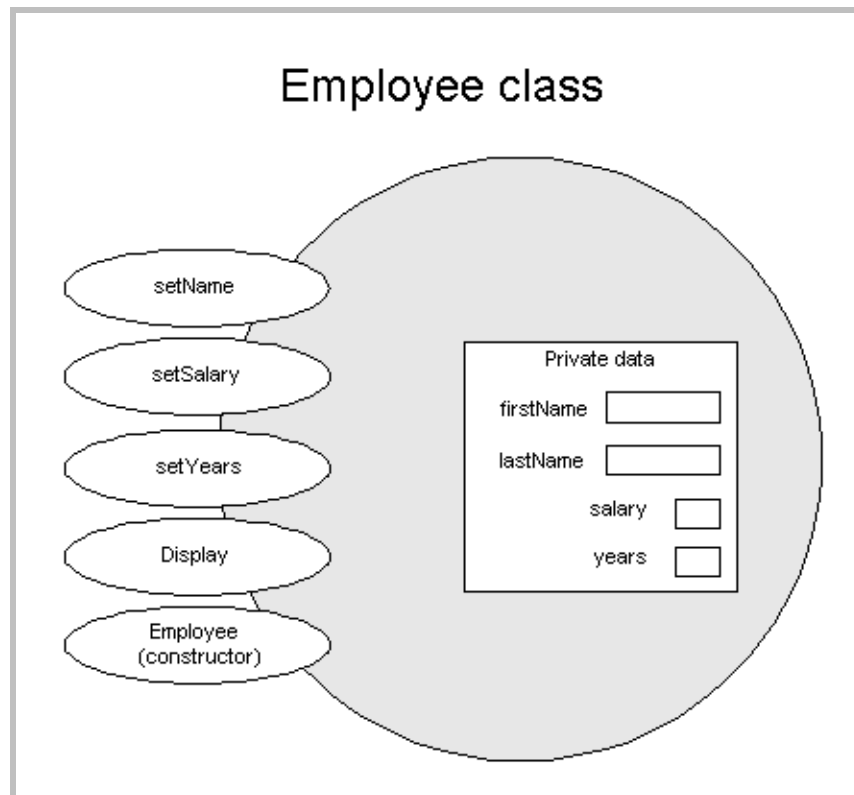 Employee class
setName
setSalary
setYears
Display
Employee
(constructor)
Private data
firstName
lastName
salary
years